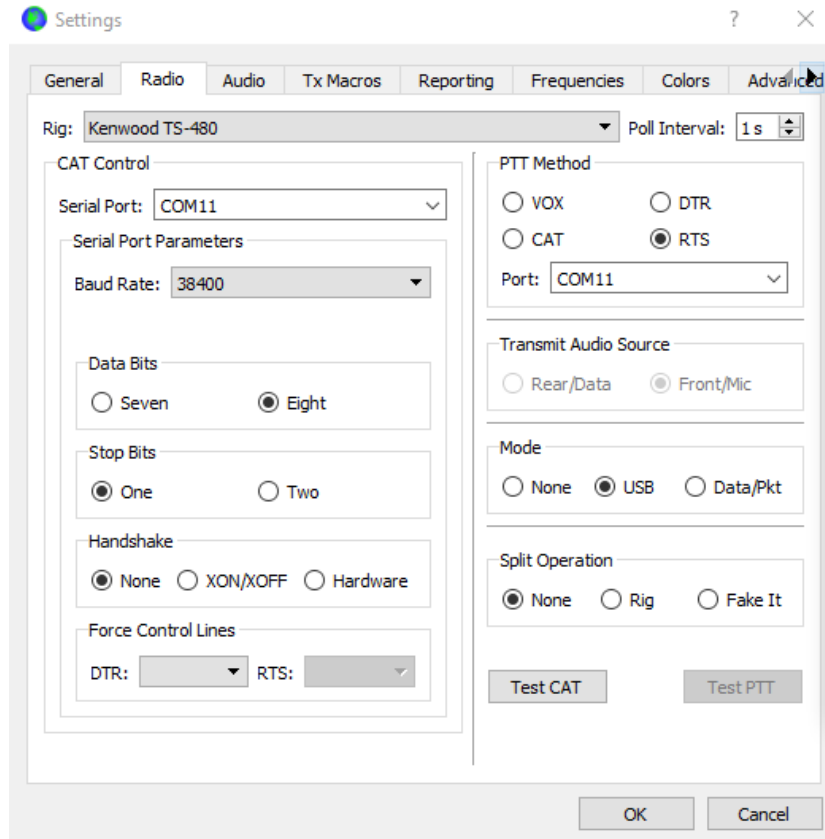 Settings
?
General Radio Audio Tx Macros Reporting Frequencies Colors Advanced
Rig: Kenwood TS-480 Poll Interval: 1 s
CAT Control
Serial Port: COM11
Serial Port Parameters
Baud Rate: 38400
Data Bits
Seven Eight
Stop Bits
One Two
Handshake
None XON/XOFF Hardware
Force Control Lines
DTR: RTS:
PTT Method
VOX DTR
CAT RTS
Port: COM11
Transmit Audio Source
Rear/Data Front/Mic
Mode
None USB Data/Pkt
Split Operation
None Rig Fake It
Test CAT Test PTT
OK Cancel